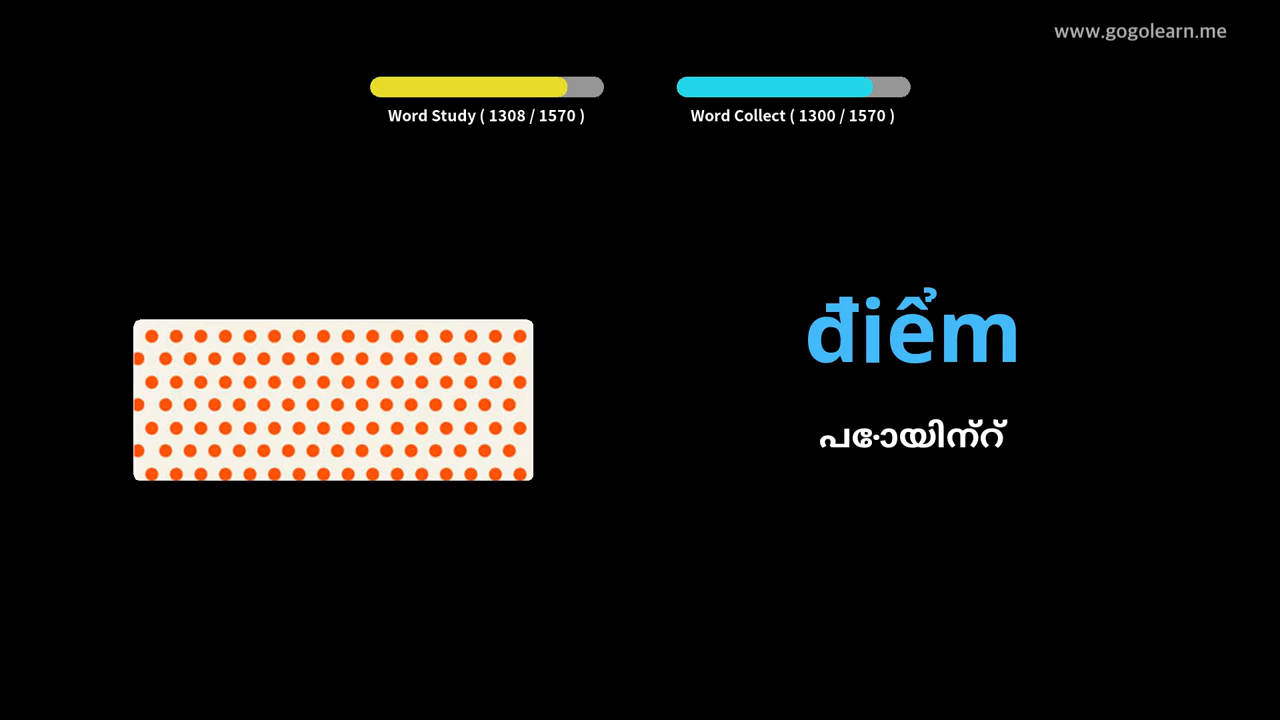 www.gogolearn.me
Word Study ( 1308 / 1570 )
Word Collect ( 1300 / 1570 )
điểm
പോയിന്റ്